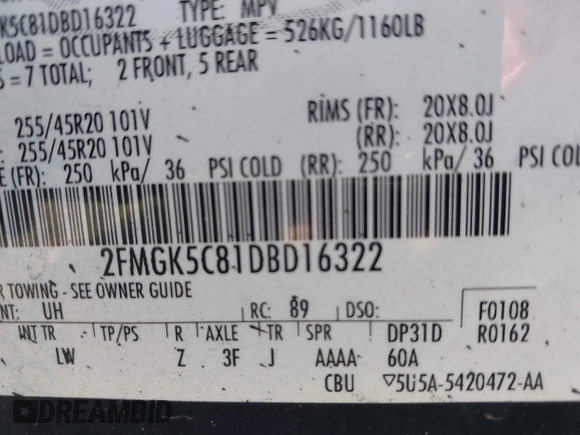 K5C81DBD16322 TYPE: MPV
LOAD = OCCUPANTS + LUGGAGE = 526KG/1160LB
S = 7 TOTAL; 2 FRONT, 5 REAR
255/45R20 101V RIMS (FR): 20X8.0J
: 255/45R20 101V (RR): 20X8.0J
E (FR): 250 kPa/ 36 PSI COLD (RR): 250 kPa/ 36 PSI COL
2FMGK5C81DBD16322
R TOWING - SEE OWNER GUIDE
NT: UH RC: 89 DSO: F0108
INT TR TP/PS R AXLE TR SPR DP31D R0162
LW Z 3F J AAAA 60A
CBU ▽5U5A-5420472-AA
DREAMBID